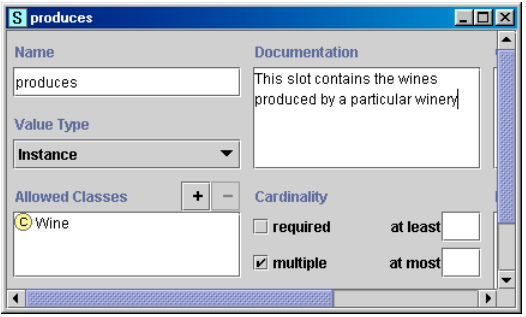 S produces
Name
Documentation
produces
This slot contains the wines
produced by a particular winery
Value Type
Instance
Allowed Classes
+ −
Cardinality
C Wine
required
at least
multiple
at most